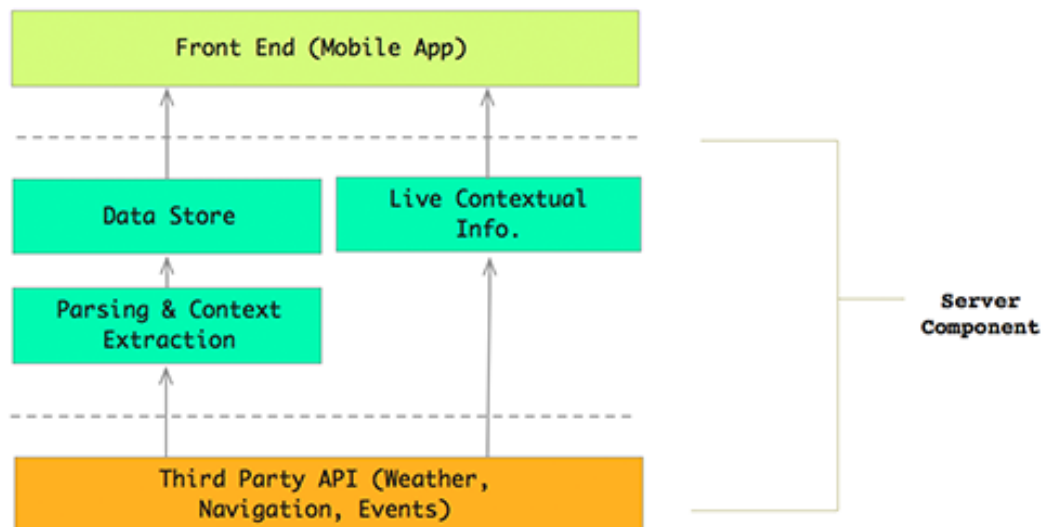 Front End (Mobile App)
Data Store
Live Contextual
Info.
Parsing & Context
Extraction
Server
Component
Third Party API (Weather,
Navigation, Events)